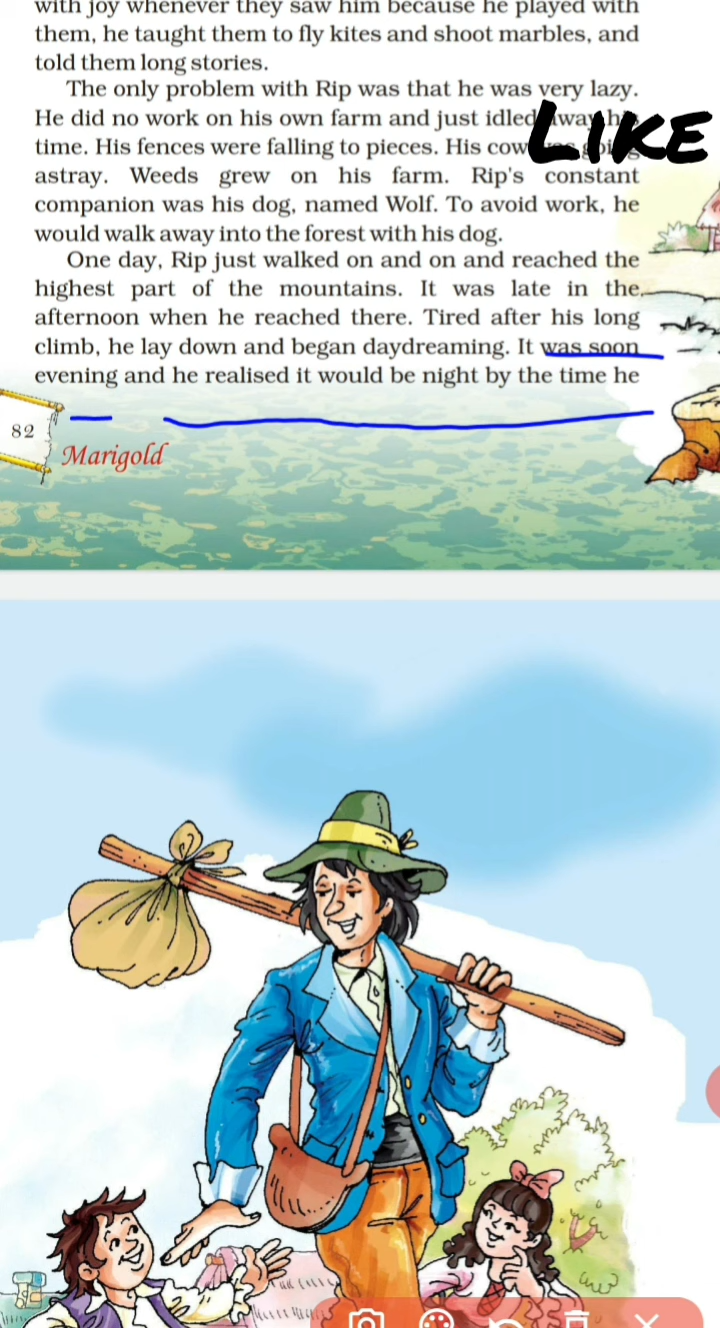 with joy whenever they saw him because he played with
them, he taught them to fly kites and shoot marbles, and
told them long stories.
The only problem with Rip was that he was very lazy.
LIKE
He did no work on his own farm and just idled away his
time. His fences were falling to pieces. His cow was going
astray. Weeds grew on his farm. Rip's constant
companion was his dog, named Wolf. To avoid work, he
would walk away into the forest with his dog.
One day, Rip just walked on and on and reached the
highest part of the mountains. It was late in the
afternoon when he reached there. Tired after his long
climb, he lay down and began daydreaming. It was soon
evening and he realised it would be night by the time he
82
Marigold